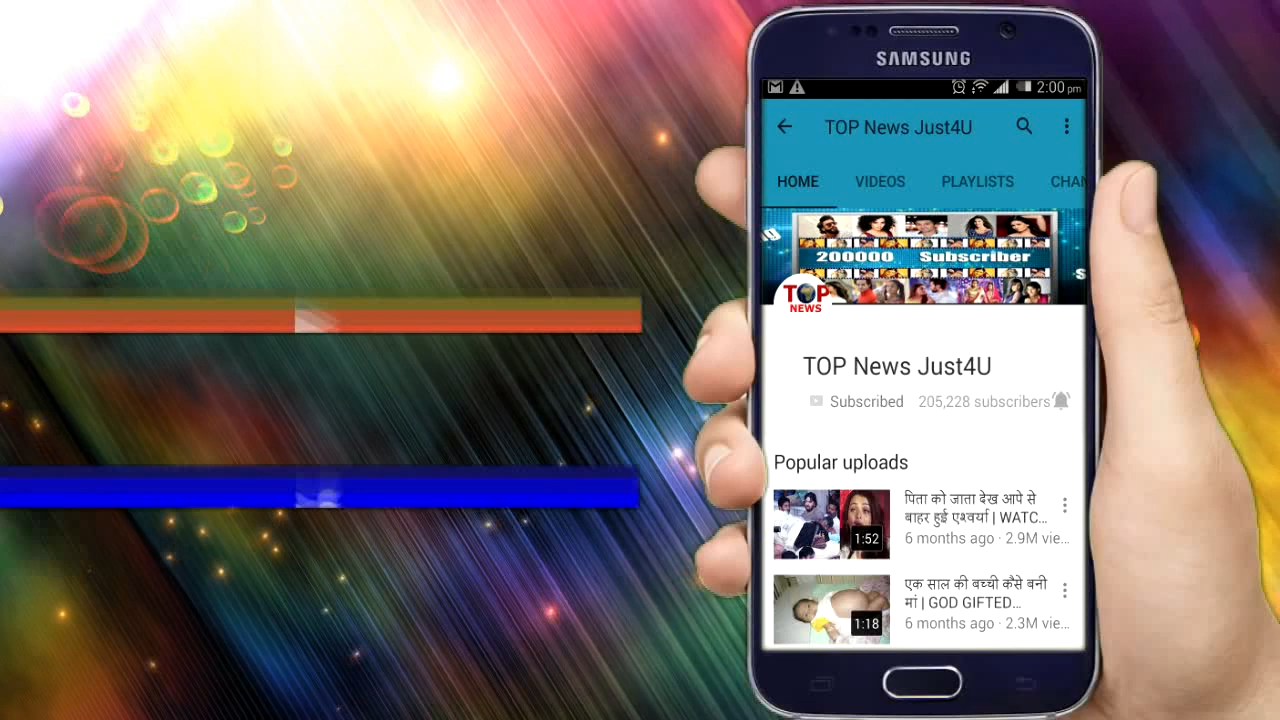 SAMSUNG
2:00 pm
TOP News Just4U
HOME VIDEOS PLAYLISTS CHAN
200000 Subscriber
TOP
NEWS
TOP News Just4U
Subscribed 205,228 subscribers
Popular uploads
पिता को जाता देख आपे से
बाहर हुई एश्वर्या | WATC...
1:52
6 months ago · 2.9M vie...
एक साल की बच्ची कैसे बनी
मां | GOD GIFTED...
1:18
6 months ago · 2.3M vie...